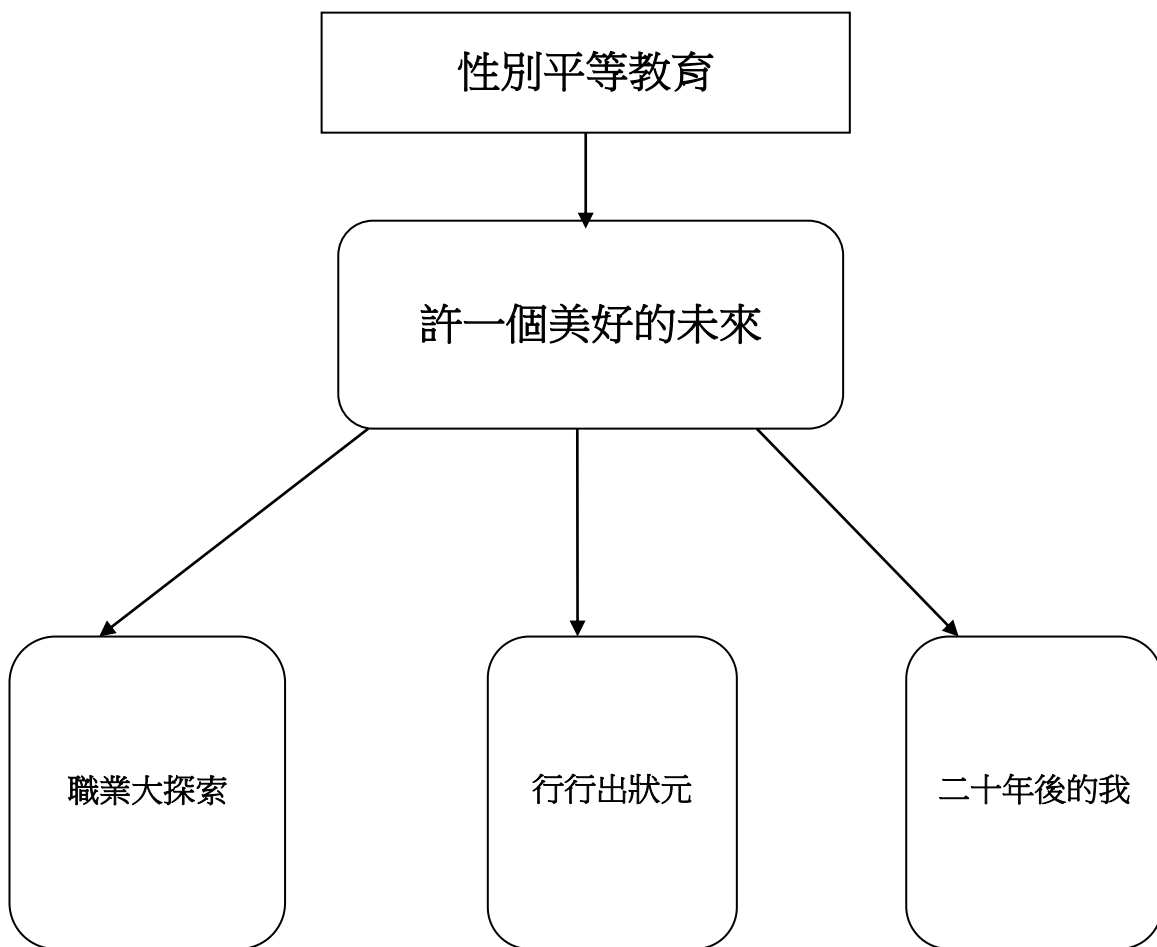 性別平等教育
許一個美好的未來
職業大探索
行行出狀元
二十年後的我